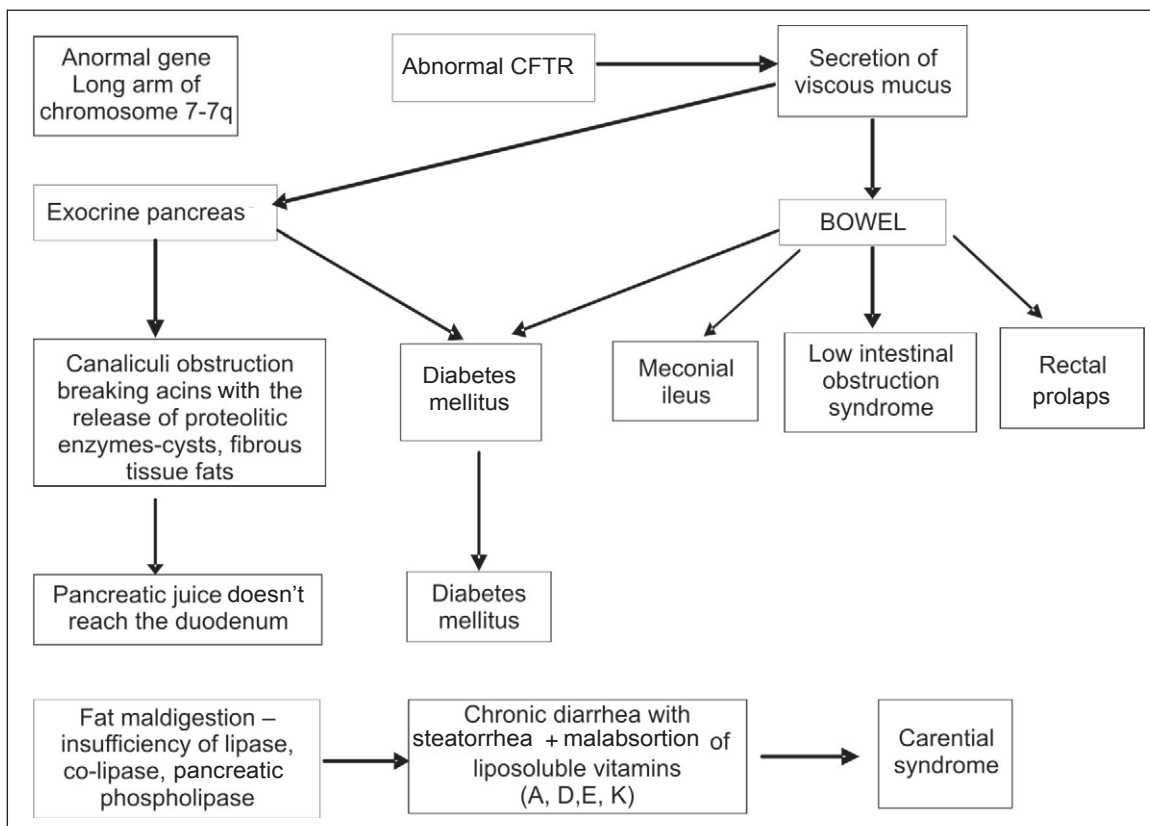 Anormal gene
Long arm of
chromosome 7-7q
Abnormal CFTR
Secretion of
viscous mucus
Exocrine pancreas
BOWEL
Canaliculi obstruction
breaking acins with the
release of proteolitic
enzymes-cysts, fibrous
tissue fats
Diabetes
mellitus
Meconial
ileus
Low intestinal
obstruction
syndrome
Rectal
prolaps
Pancreatic juice doesn't
reach the duodenum
Diabetes
mellitus
Fat maldigestion –
insufficiency of lipase,
co-lipase, pancreatic
phospholipase
Chronic diarrhea with
steatorrhea + malabsortion of
liposoluble vitamins
(A, D,E, K)
Carential
syndrome